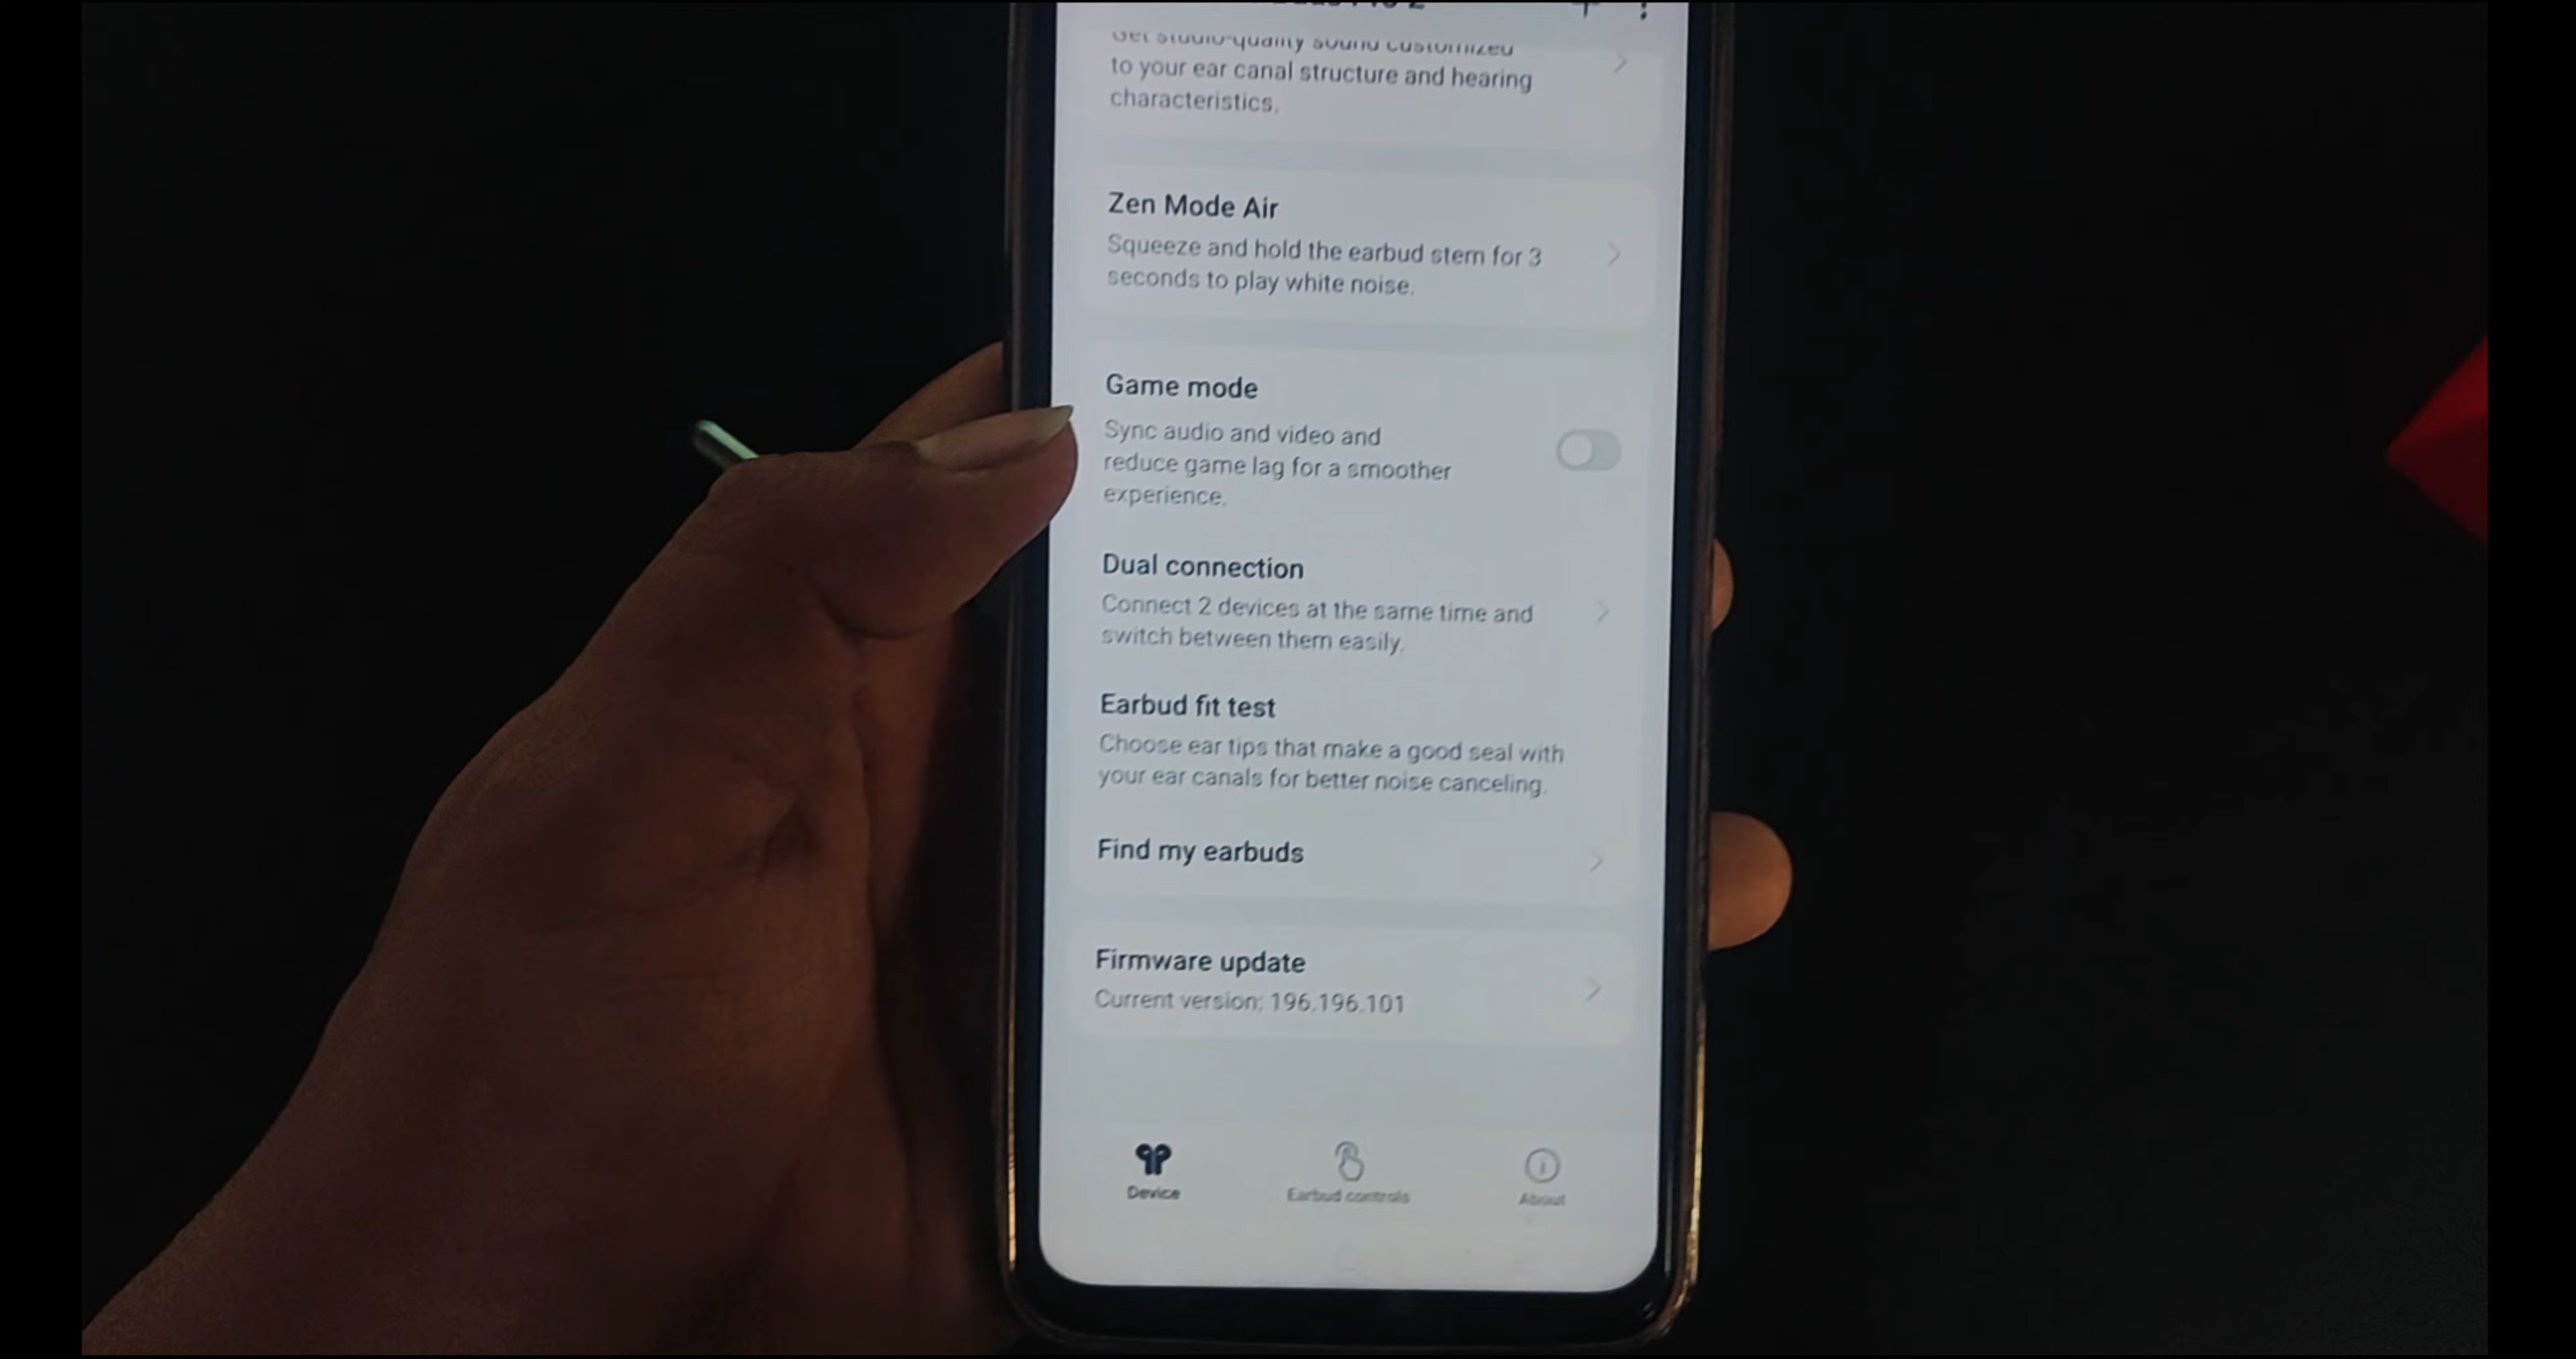 Get studio-quality sound customized
to your ear canal structure and hearing
characteristics.
Zen Mode Air
Squeeze and hold the earbud stem for 3
seconds to play white noise.
Game mode
Sync audio and video and
reduce game lag for a smoother
experience.
Dual connection
Connect 2 devices at the same time and
switch between them easily.
Earbud fit test
Choose ear tips that make a good seal with
your ear canals for better noise canceling.
Find my earbuds
Firmware update
Current version: 196.196.101
Device
Earbud controls
About